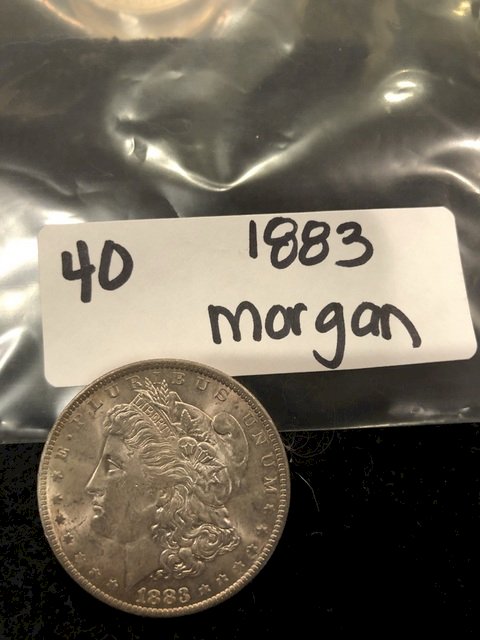 40 1883
morgan
E · PLURIBUS · UNUM
LIBERTY
1883